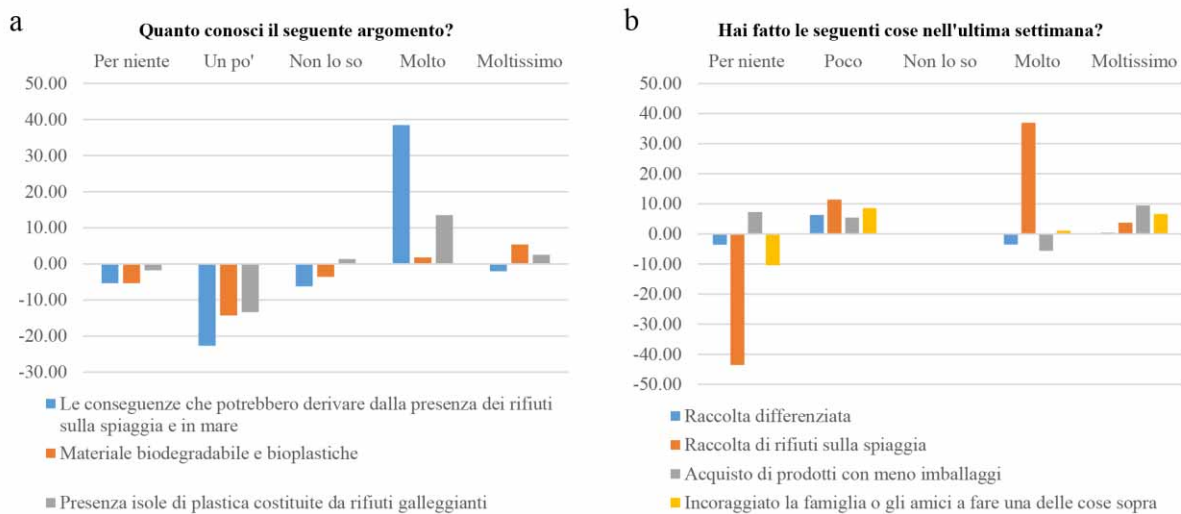 a
Quanto conosci il seguente argomento?
Per niente Un po' Non lo so Molto Moltissimo
50.00
40.00
30.00
20.00
10.00
0.00
-10.00
-20.00
-30.00
Le conseguenze che potrebbero derivare dalla presenza dei rifiuti
sulla spiaggia e in mare
Materiale biodegradabile e bioplastiche
Presenza isole di plastica costituite da rifiuti galleggianti
b
Hai fatto le seguenti cose nell'ultima settimana?
Per niente Poco Non lo so Molto Moltissimo
50.00
40.00
30.00
20.00
10.00
0.00
-10.00
-20.00
-30.00
-40.00
-50.00
Raccolta differenziata
Raccolta di rifiuti sulla spiaggia
Acquisto di prodotti con meno imballaggi
Incoraggiato la famiglia o gli amici a fare una delle cose sopra